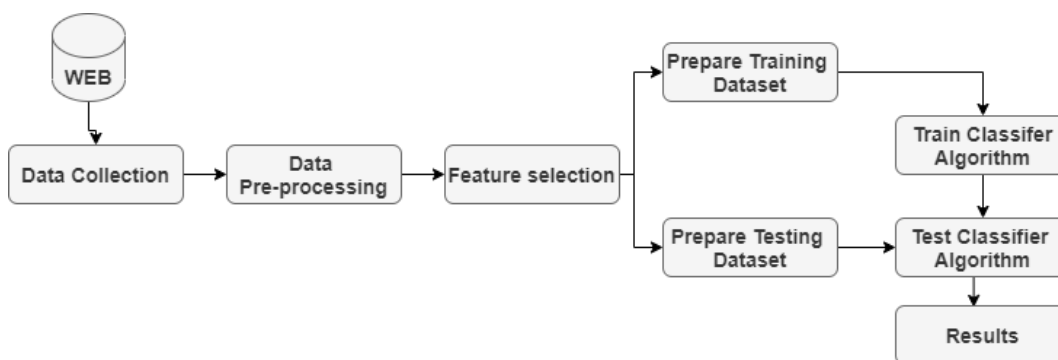 WEB
Data Collection
Data
Pre-processing
Feature selection
Prepare Training
Dataset
Train Classifer
Algorithm
Prepare Testing
Dataset
Test Classifier
Algorithm
Results